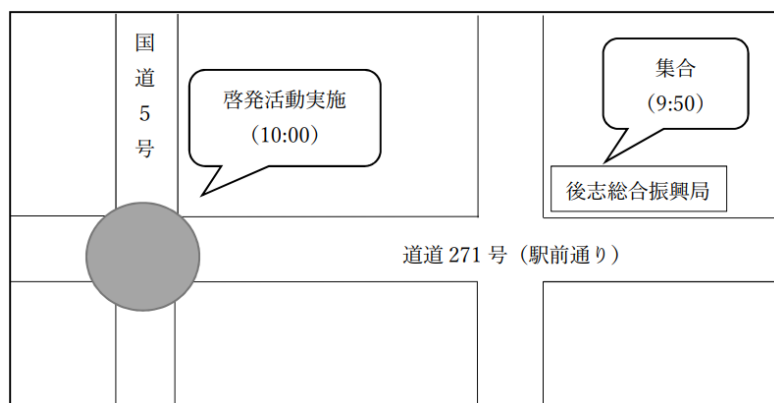 国道5号
啓発活動実施
（10:00）
集合
（9:50）
後志総合振興局
道道 271 号（駅前通り）